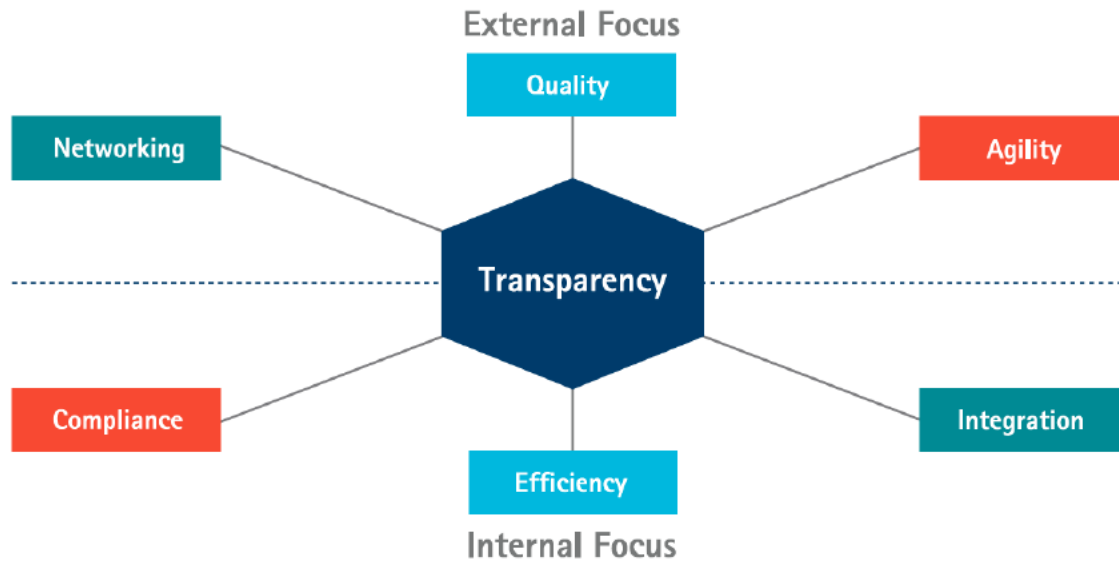 External Focus
Quality
Networking
Agility
Transparency
Compliance
Integration
Efficiency
Internal Focus